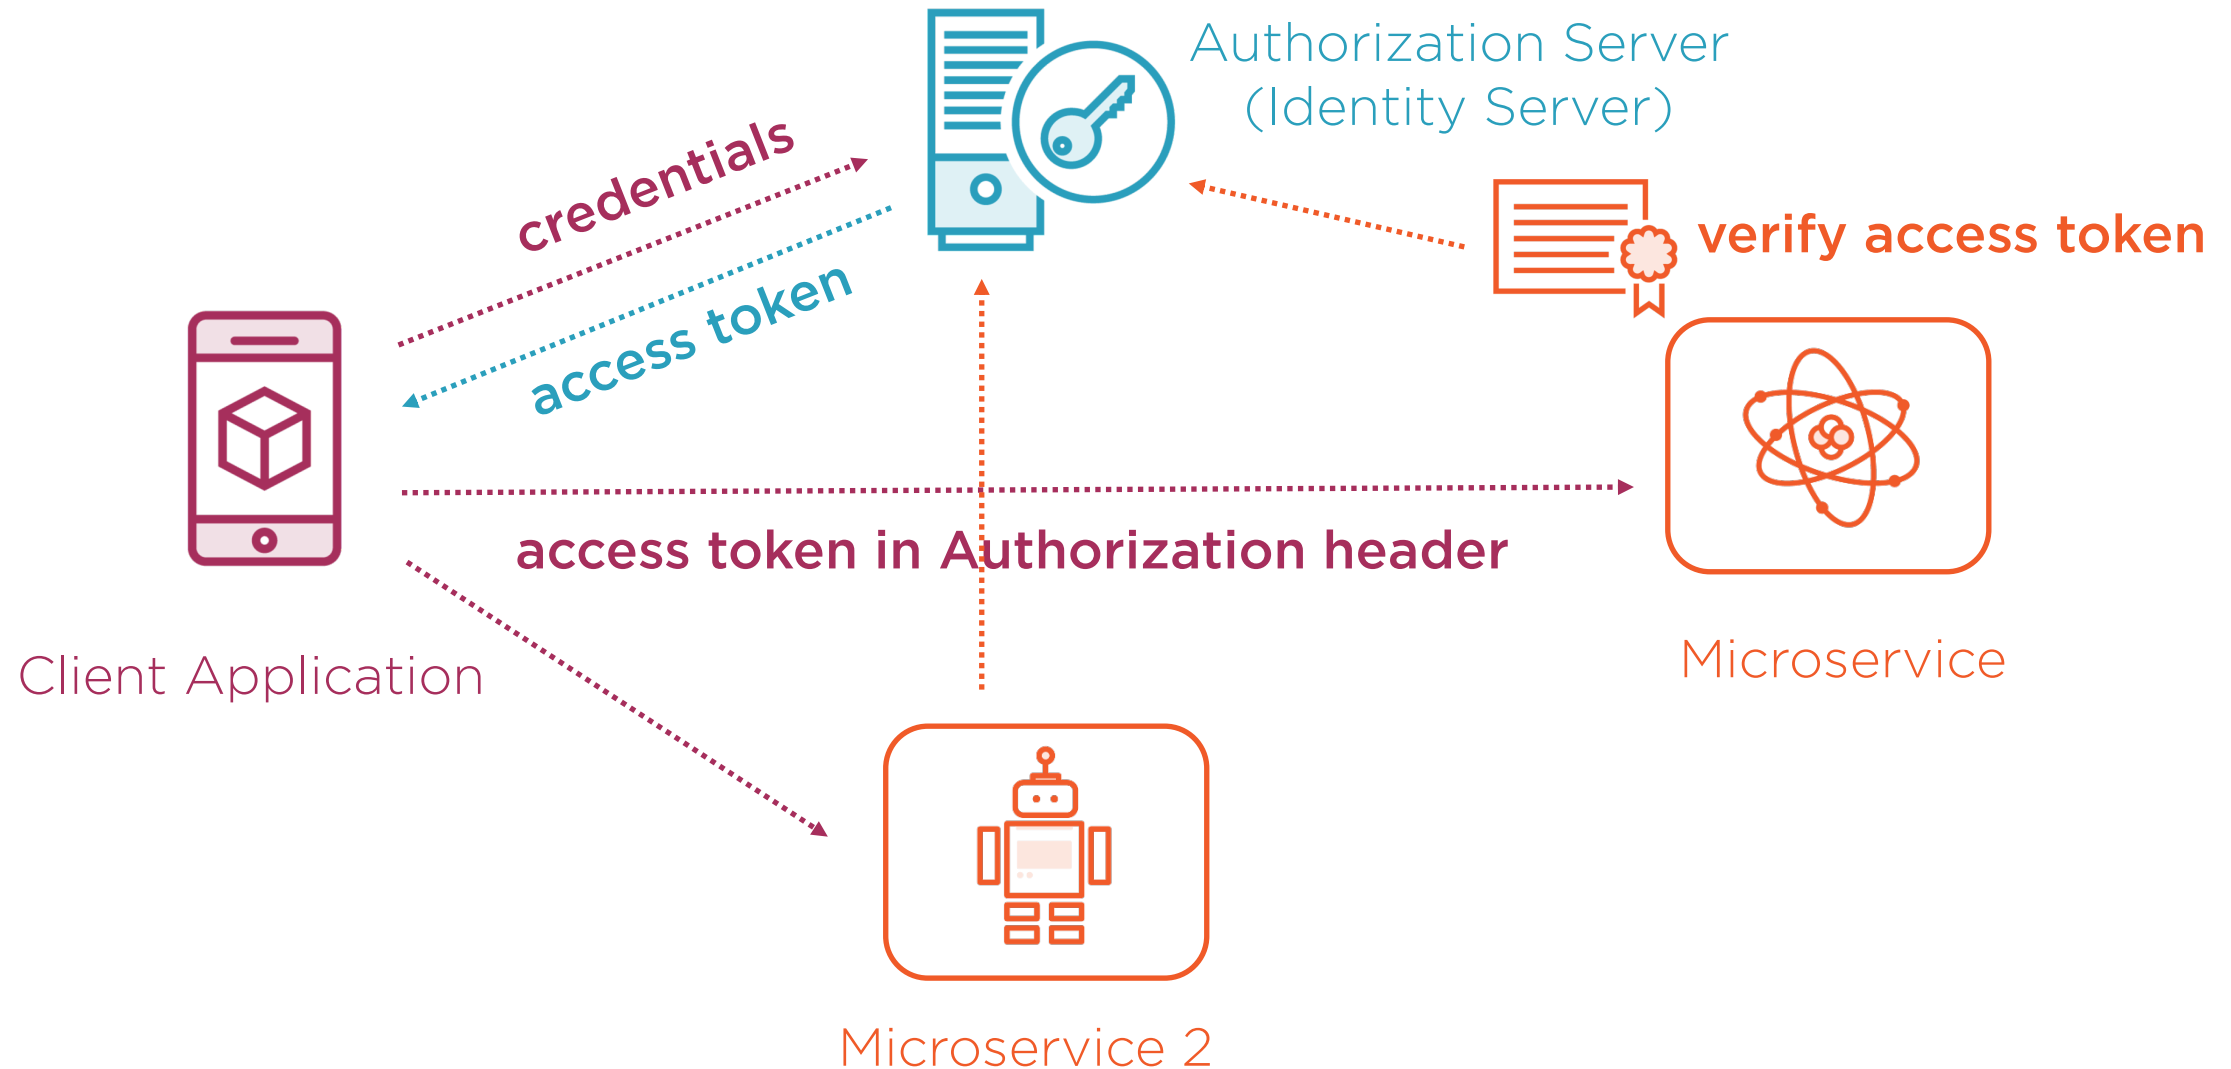 Authorization Server
(Identity Server)
credentials
verify access token
access token
access token in Authorization header
Client Application
Microservice
Microservice 2